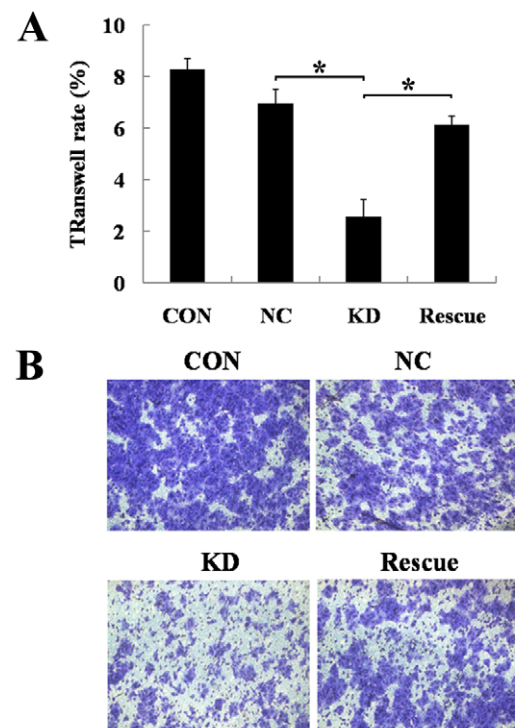 A
TRanswell rate (%)
10
8
6
4
2
0
* *
CON NC KD Rescue
B
CON NC
KD Rescue